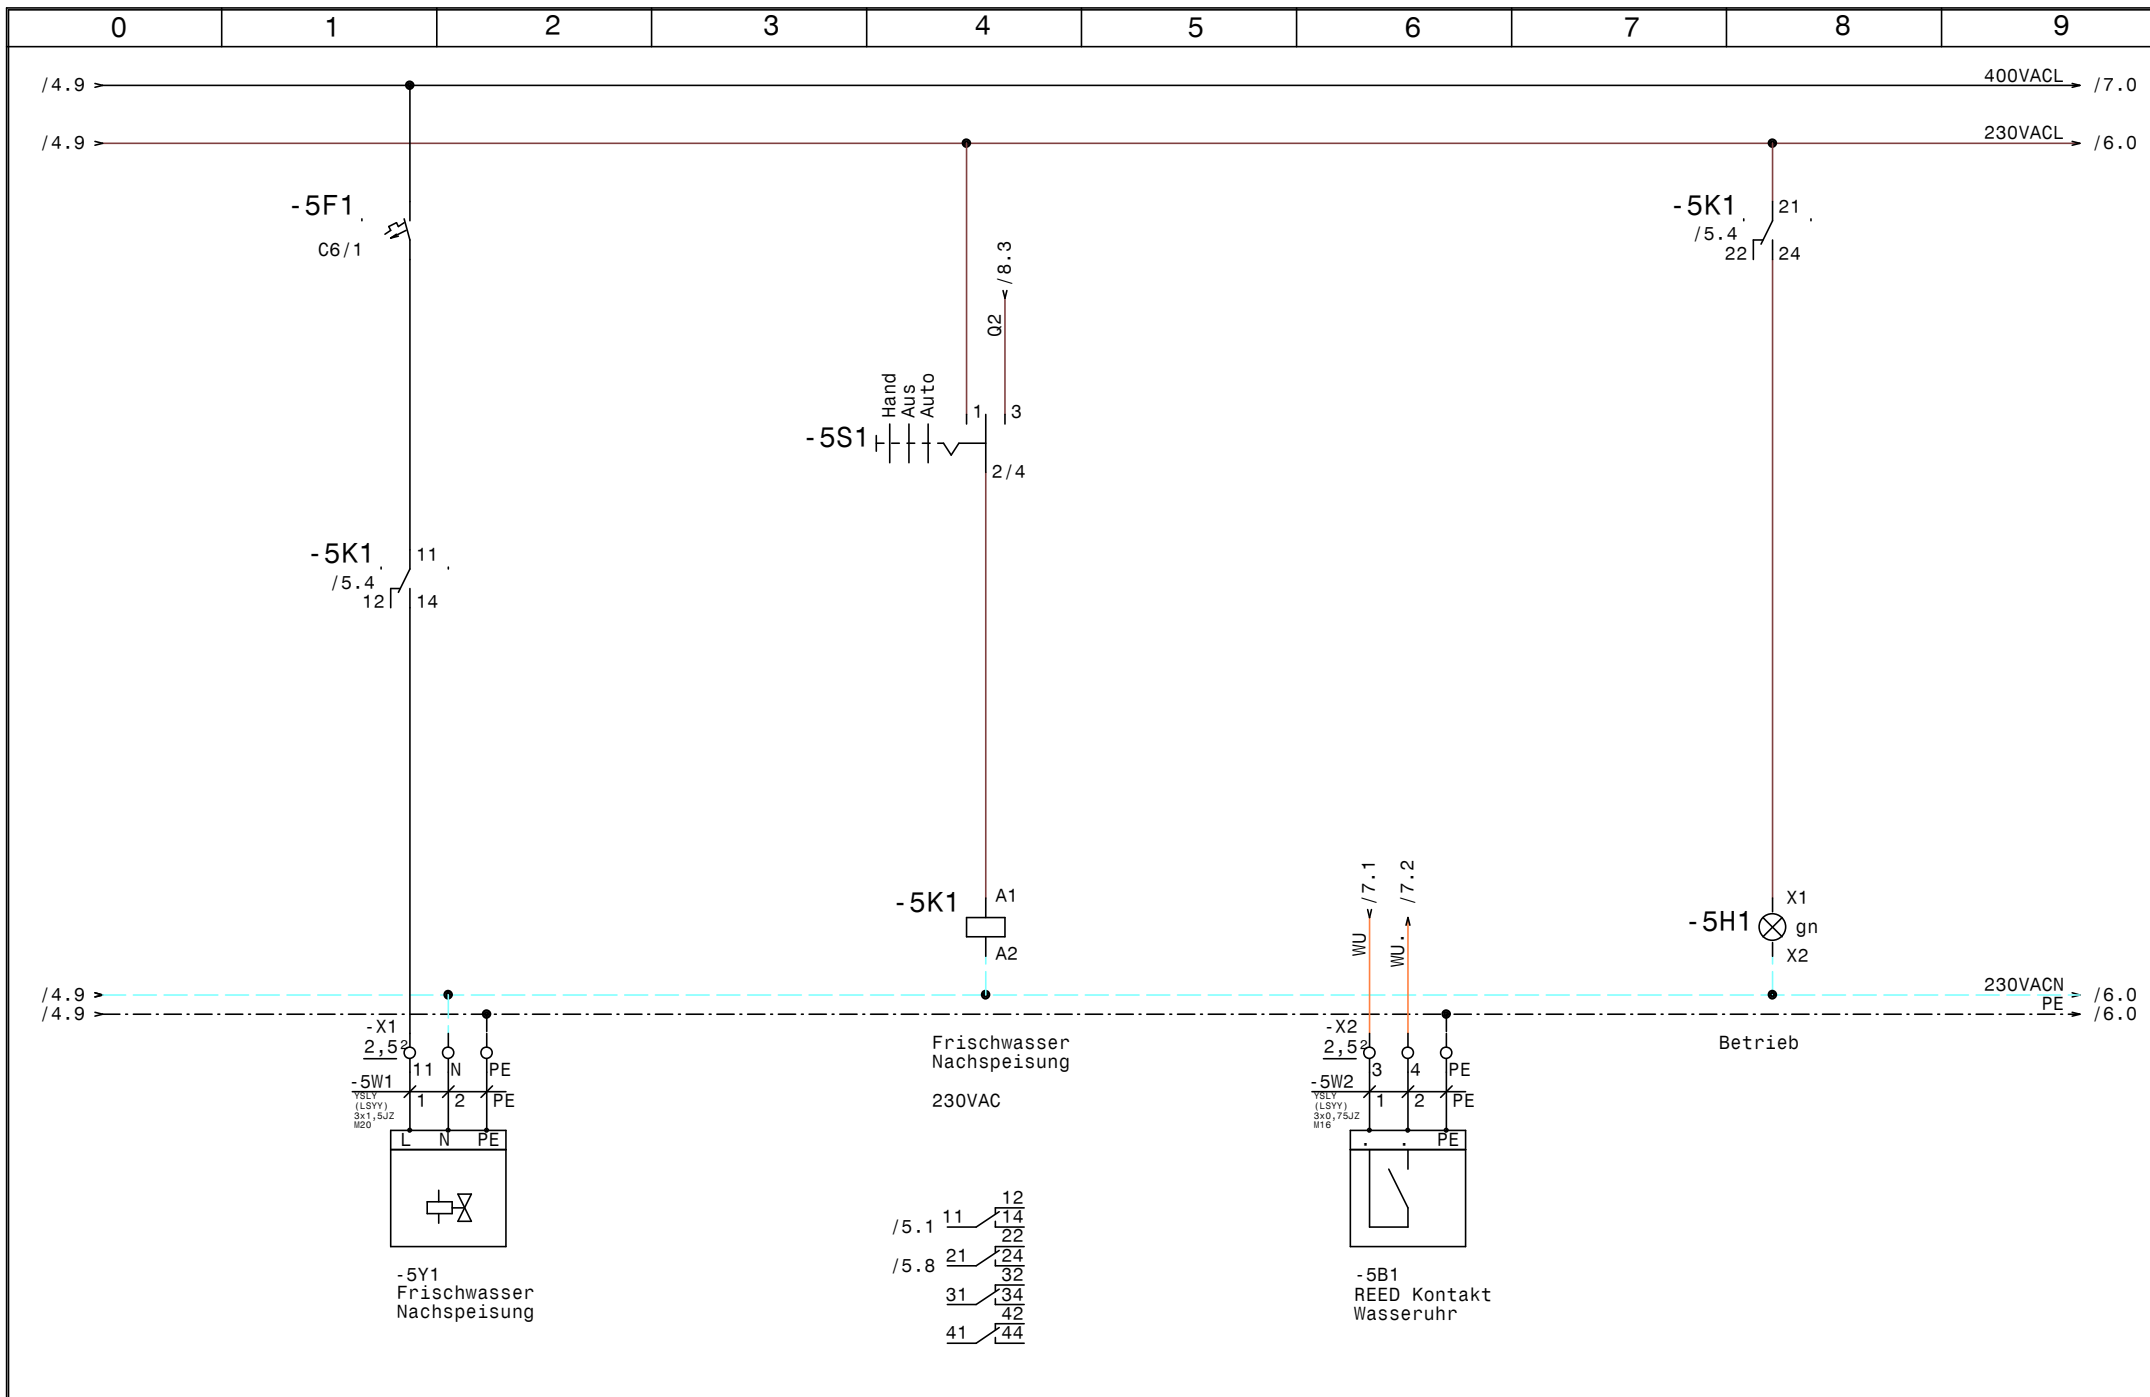 0 1 2 3 4 5 6 7 8 9
/4.9 400VACL /7.0
/4.9 230VACL /6.0
-5F1
C6/1
-5K1 21
/5.4
22 24
/8.3
Q2
Hand
Aus
Auto
1 3
-5S1
2/4
-5K1 11
/5.4
12 14
-5K1 A1
A2
/7.1
/7.2
WU
WU.
X1
-5H1 gn
X2
/4.9 230VACN /6.0
/4.9 PE /6.0
-X1
2,5²
11 N PE
-5W1
YSLY
(LSYY)
3x1,5JZ
M20
1 2 PE
L N PE
-5Y1
Frischwasser
Nachspeisung
Frischwasser
Nachspeisung
230VAC
12
/5.1 11 14
22
/5.8 21 24
32
31 34
42
41 44
-X2
2,5²
3 4 PE
-5W2
YSLY
(LSYY)
3x0,75JZ
M16
1 2 PE
. . PE
-5B1
REED Kontakt
Wasseruhr
Betrieb